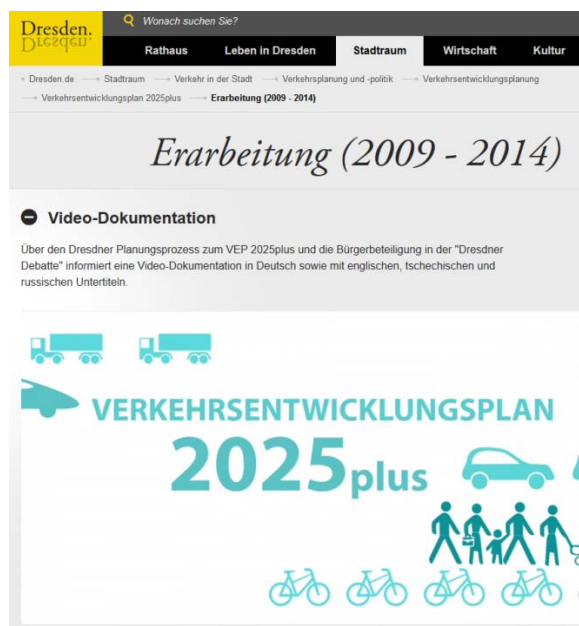 Dresden.
Dresden.
Wonach suchen Sie?
Rathaus Leben in Dresden Stadtraum Wirtschaft Kultur
Dresden.de → Stadtraum → Verkehr in der Stadt → Verkehrsplanung und -politik → Verkehrsentwicklungsplanung
→ Verkehrsentwicklungsplan 2025plus → Erarbeitung (2009 - 2014)
Erarbeitung (2009 - 2014)
Video-Dokumentation
Über den Dresdner Planungsprozess zum VEP 2025plus und die Bürgerbeteiligung in der "Dresdner
Debatte" informiert eine Video-Dokumentation in Deutsch sowie mit englischen, tschechischen und
russischen Untertiteln.
VERKEHRSENTWICKLUNGSPLAN
2025plus